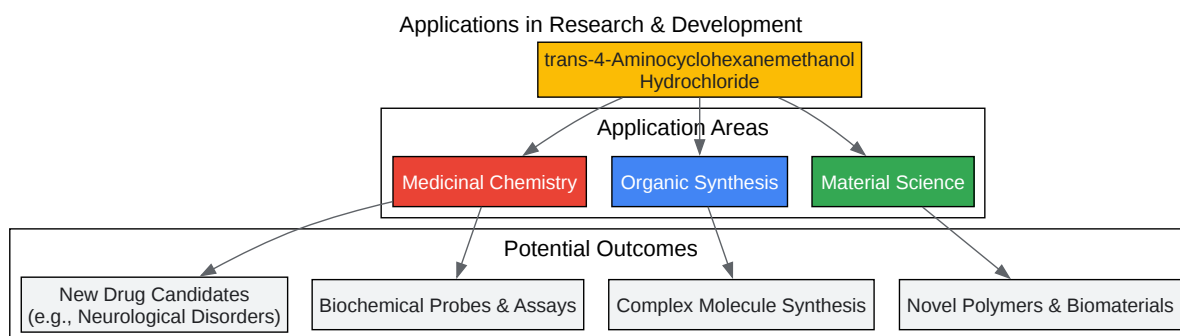 Applications in Research & Development
trans-4-Aminocyclohexanemethanol
Hydrochloride
Application Areas
Medicinal Chemistry
Organic Synthesis
Material Science
Potential Outcomes
New Drug Candidates
(e.g., Neurological Disorders)
Biochemical Probes & Assays
Complex Molecule Synthesis
Novel Polymers & Biomaterials